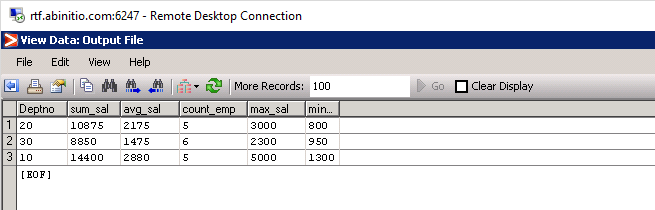 rtf.abinitio.com:6247 - Remote Desktop Connection
View Data: Output File
File Edit View Help
More Records: 100 Go Clear Display
Deptno sum_sal avg_sal count_emp max_sal min...
1 20 10875 2175 5 3000 800
2 30 8850 1475 6 2300 950
3 10 14400 2880 5 5000 1300
[EOF]